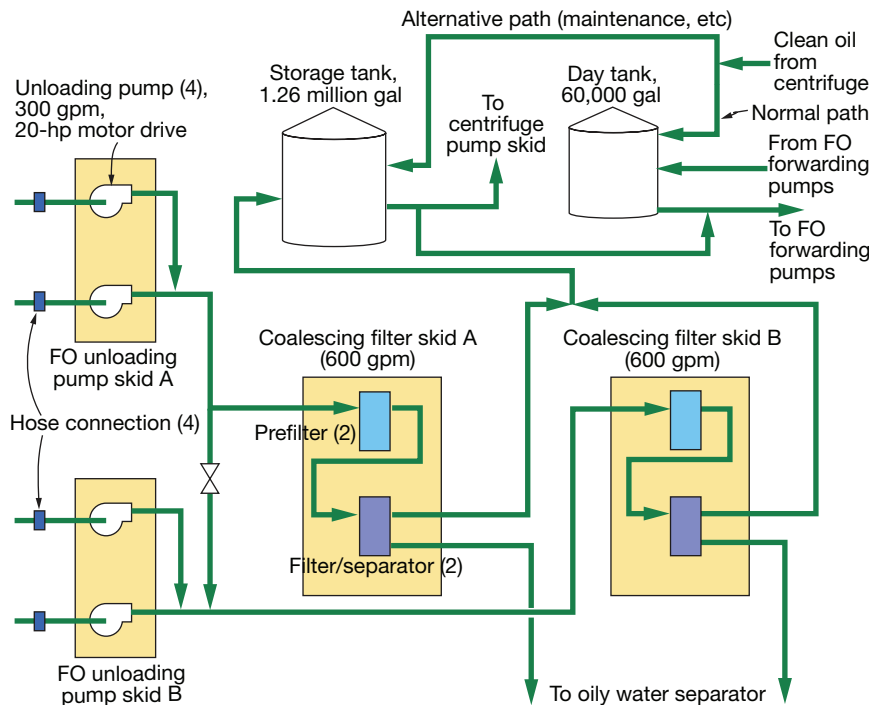 Alternative path (maintenance, etc)
Unloading pump (4),
300 gpm,
20-hp motor drive
Storage tank,
1.26 million gal
To
centrifuge
pump skid
Day tank,
60,000 gal
Clean oil
from
centrifuge
Normal path
From FO
forwarding
pumps
To FO
forwarding
pumps
FO unloading
pump skid A
Hose connection (4)
Coalescing filter skid A
(600 gpm)
Prefilter (2)
Filter/separator (2)
Coalescing filter skid B
(600 gpm)
FO unloading
pump skid B
To oily water separator